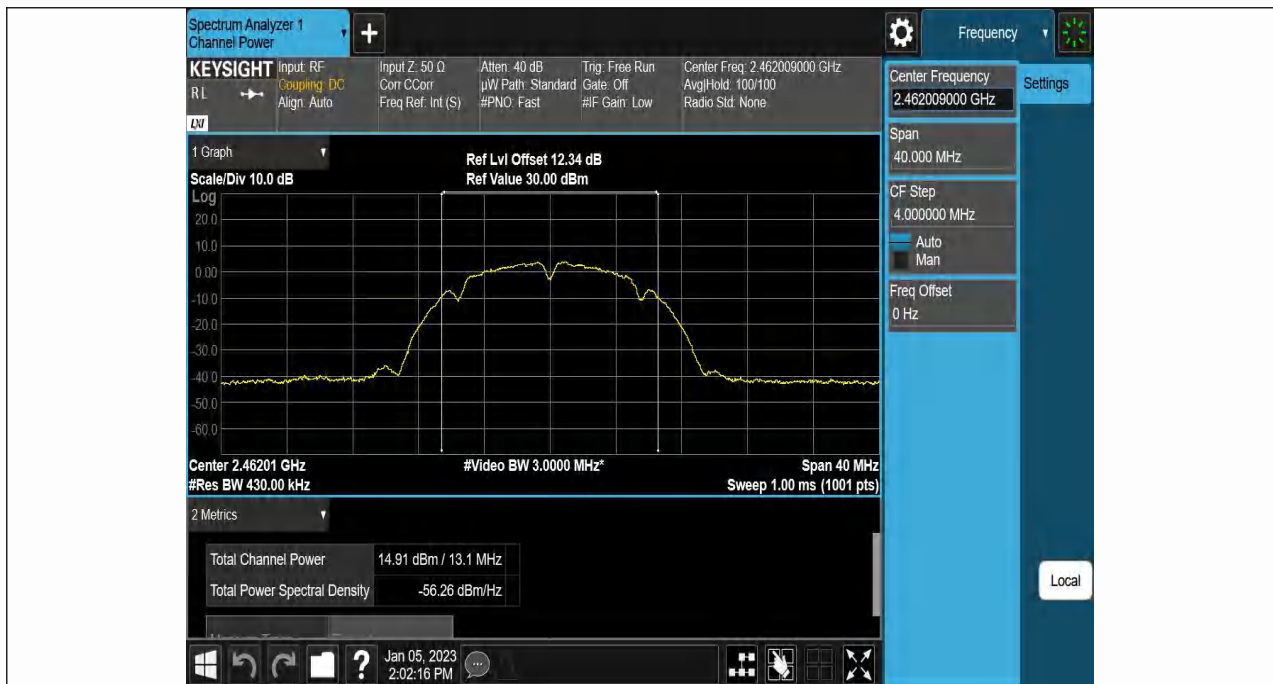 Spectrum Analyzer 1
Channel Power
+
Frequency
KEYSIGHT
RL
LXI
Input: RF
Coupling: DC
Align: Auto
Input Z: 50 Ω
Corr CCorr
Freq Ref: Int (S)
Atten: 40 dB
µW Path: Standard
#PNO: Fast
Trig: Free Run
Gate: Off
#IF Gain: Low
Center Freq: 2.462009000 GHz
Avg|Hold: 100/100
Radio Std: None
Center Frequency
2.462009000 GHz
Settings
Span
40.000 MHz
CF Step
4.000000 MHz
Auto
Man
Freq Offset
0 Hz
Local
1 Graph
Scale/Div 10.0 dB
Ref Lvl Offset 12.34 dB
Ref Value 30.00 dBm
Log
20.0
10.0
0.00
-10.0
-20.0
-30.0
-40.0
-50.0
-60.0
Center 2.46201 GHz
#Video BW 3.0000 MHz*
Span 40 MHz
#Res BW 430.00 kHz
Sweep 1.00 ms (1001 pts)
2 Metrics
Total Channel Power 14.91 dBm / 13.1 MHz
Total Power Spectral Density -56.26 dBm/Hz
?
Jan 05, 2023
2:02:16 PM